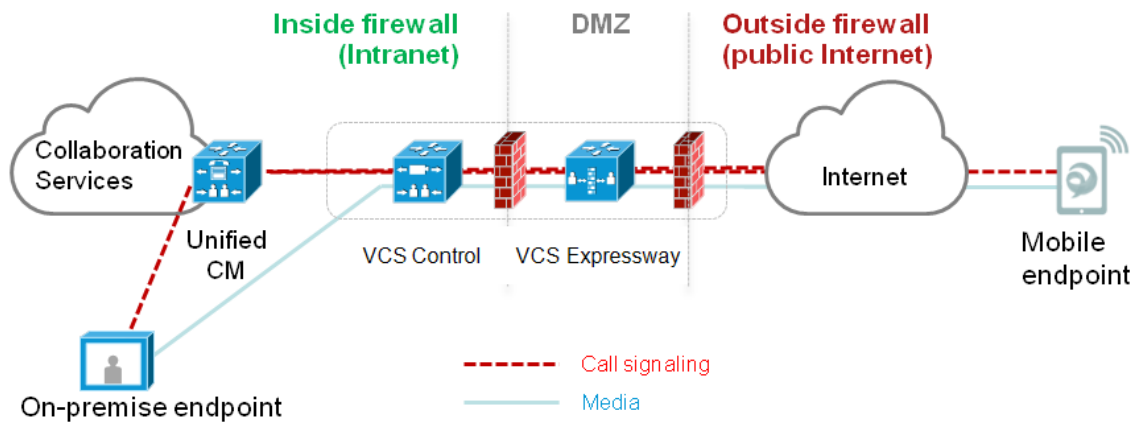 Inside firewall
(Intranet)
DMZ
Outside firewall
(public Internet)
Collaboration
Services
Unified
CM
VCS Control
VCS Expressway
Internet
Mobile
endpoint
On-premise endpoint
Call signaling
Media